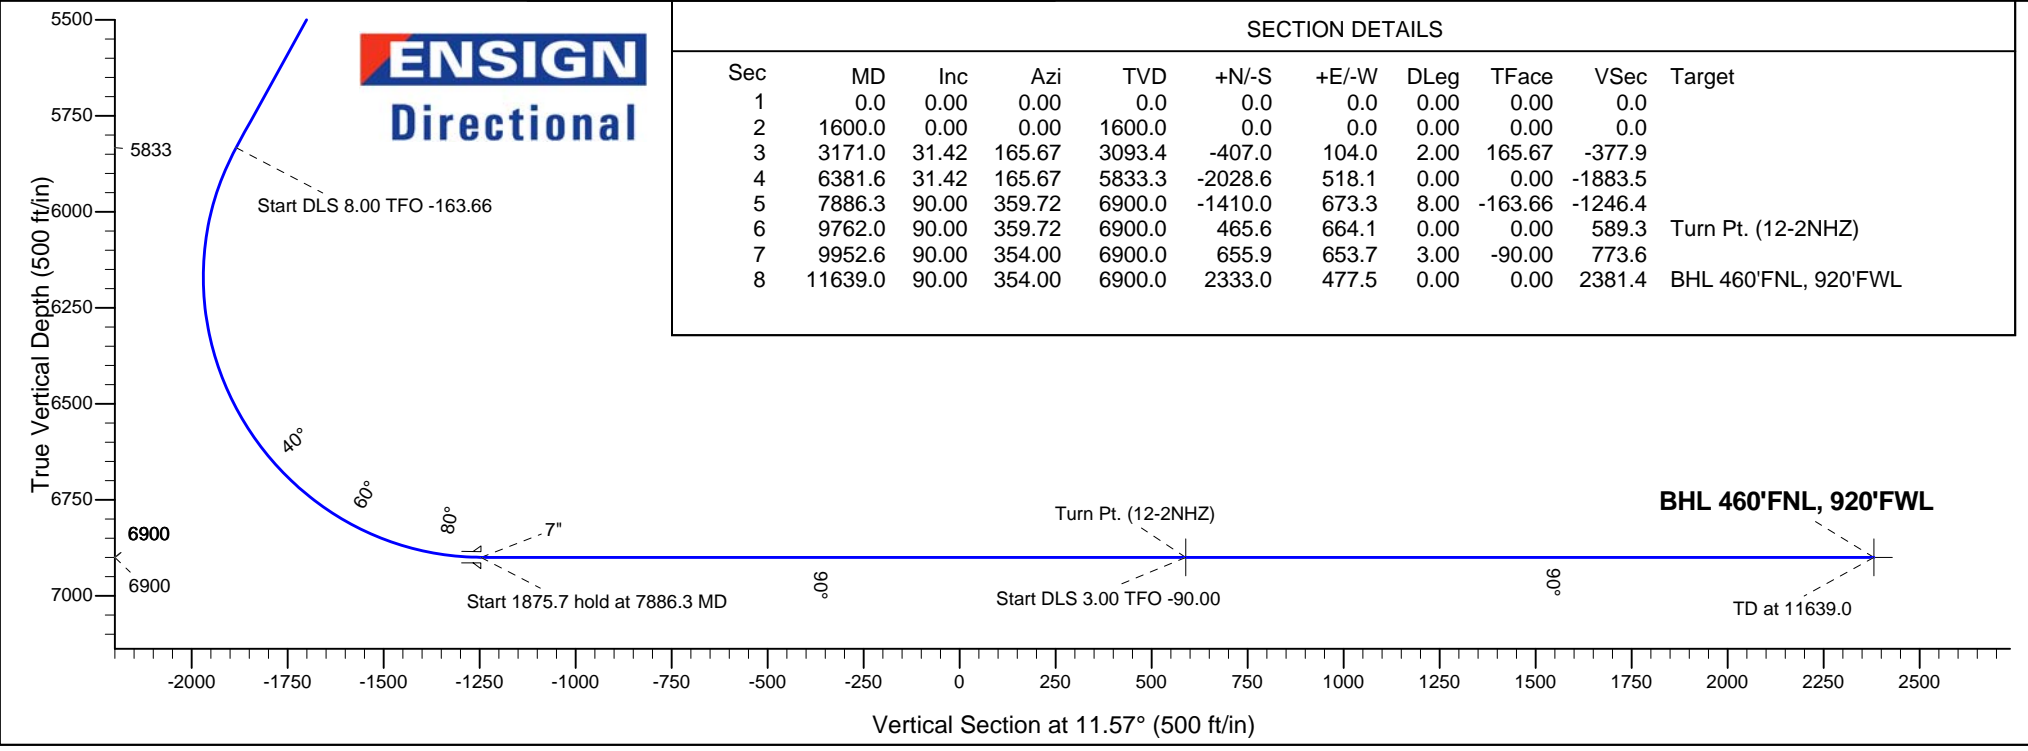 ENSIGN
Directional
SECTION DETAILS
Sec MD Inc Azi TVD +N/-S +E/-W DLeg TFace VSec Target
1 0.0 0.00 0.00 0.0 0.0 0.0 0.00 0.00 0.0
2 1600.0 0.00 0.00 1600.0 0.0 0.0 0.00 0.00 0.0
3 3171.0 31.42 165.67 3093.4 -407.0 104.0 2.00 165.67 -377.9
4 6381.6 31.42 165.67 5833.3 -2028.6 518.1 0.00 0.00 -1883.5
5 7886.3 90.00 359.72 6900.0 -1410.0 673.3 8.00 -163.66 -1246.4
6 9762.0 90.00 359.72 6900.0 465.6 664.1 0.00 0.00 589.3 Turn Pt. (12-2NHZ)
7 9952.6 90.00 354.00 6900.0 655.9 653.7 3.00 -90.00 773.6
8 11639.0 90.00 354.00 6900.0 2333.0 477.5 0.00 0.00 2381.4 BHL 460'FNL, 920'FWL
True Vertical Depth (500 ft/in)
5500
5750
6000
6250
6500
6750
7000
5833
Start DLS 8.00 TFO -163.66
40°
60°
80°
6900
6900
7"
Start 1875.7 hold at 7886.3 MD
90°
Turn Pt. (12-2NHZ)
Start DLS 3.00 TFO -90.00
90°
BHL 460'FNL, 920'FWL
TD at 11639.0
-2000 -1750 -1500 -1250 -1000 -750 -500 -250 0 250 500 750 1000 1250 1500 1750 2000 2250 2500
Vertical Section at 11.57° (500 ft/in)